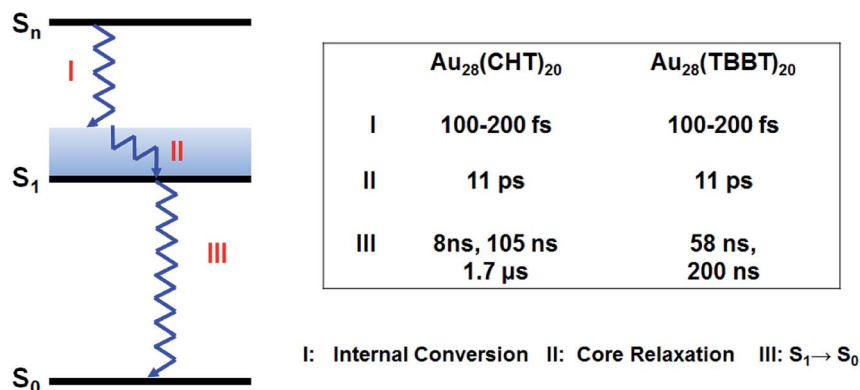 Sₙ
I
II
S₁
III
S₀
Au₂₈(CHT)₂₀ Au₂₈(TBBT)₂₀
I 100-200 fs 100-200 fs
II 11 ps 11 ps
III 8ns, 105 ns 58 ns,
1.7 µs 200 ns
I: Internal Conversion II: Core Relaxation III: S₁→ S₀